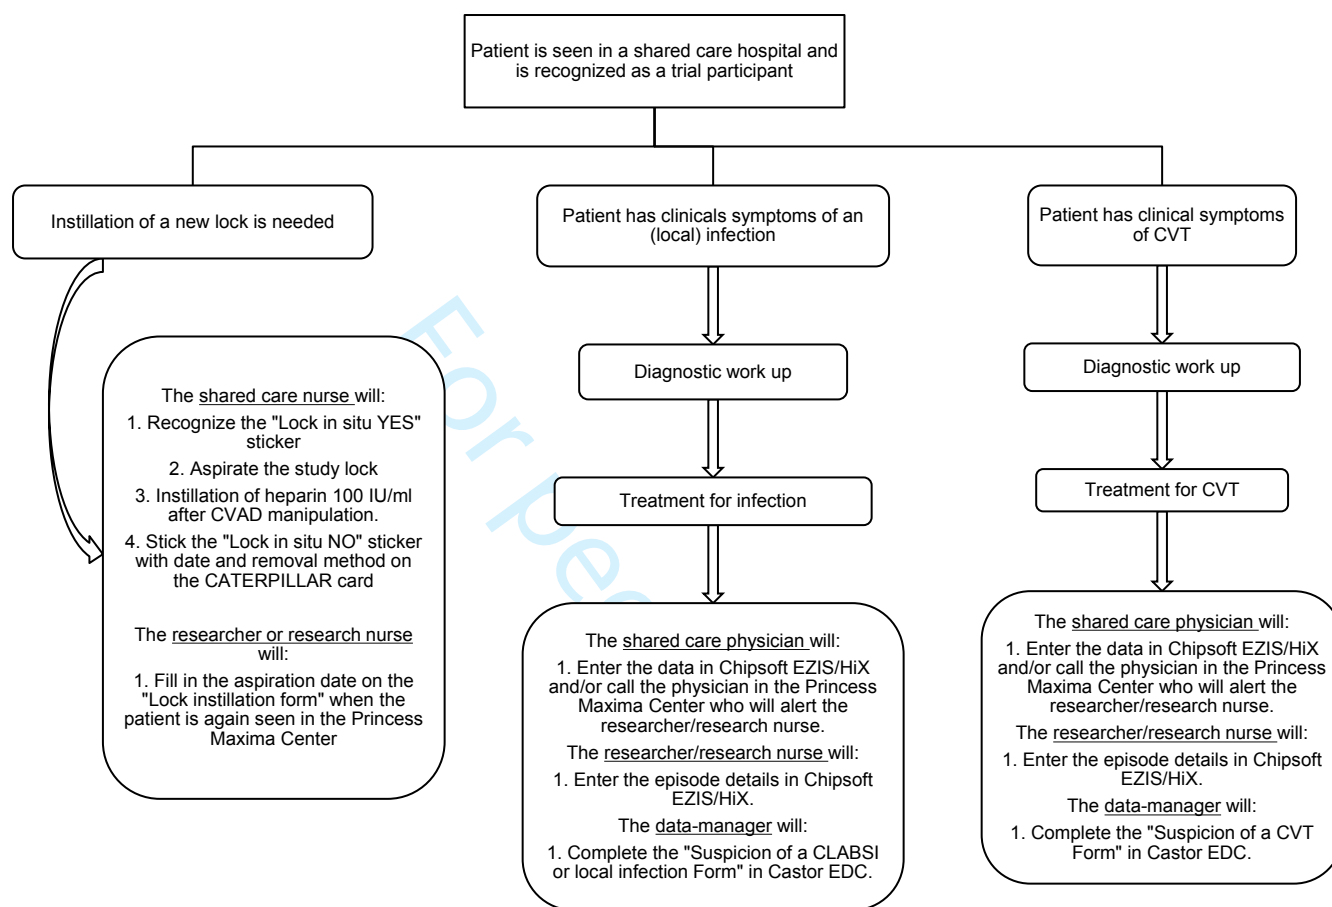 Patient is seen in a shared care hospital and
is recognized as a trial participant
Instillation of a new lock is needed
Patient has clinicals symptoms of an
(local) infection
Patient has clinical symptoms
of CVT
Diagnostic work up
Diagnostic work up
Treatment for infection
Treatment for CVT
The shared care nurse will:
1. Recognize the "Lock in situ YES"
sticker
2. Aspirate the study lock
3. Instillation of heparin 100 IU/ml
after CVAD manipulation.
4. Stick the "Lock in situ NO" sticker
with date and removal method on
the CATERPILLAR card
The researcher or research nurse
will:
1. Fill in the aspiration date on the
"Lock instillation form" when the
patient is again seen in the Princess
Maxima Center
The shared care physician will:
1. Enter the data in Chipsoft EZIS/HiX
and/or call the physician in the Princess
Maxima Center who will alert the
researcher/research nurse.
The researcher/research nurse will:
1. Enter the episode details in Chipsoft
EZIS/HiX.
The data-manager will:
1. Complete the "Suspicion of a CLABSI
or local infection Form" in Castor EDC.
The shared care physician will:
1. Enter the data in Chipsoft EZIS/HiX
and/or call the physician in the Princess
Maxima Center who will alert the
researcher/research nurse.
The researcher/research nurse will:
1. Enter the episode details in Chipsoft
EZIS/HiX.
The data-manager will:
1. Complete the "Suspicion of a CVT
Form" in Castor EDC.
For pee